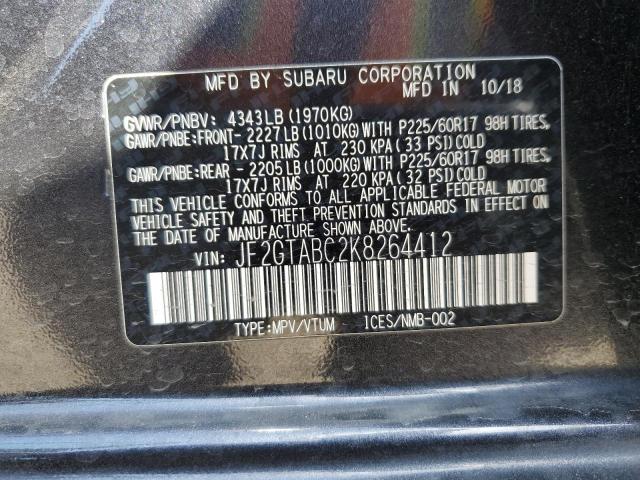 MFD BY SUBARU CORPORATION
MFD IN 10/18
GVWR/PNBV: 4343LB (1970KG)
GAWR/PNBE:FRONT- 2227LB (1010KG)WITH P225/60R17 98H TIRES,
17X7J RIMS AT 230 KPA (33 PSI)COLD
GAWR/PNBE:REAR - 2205LB (1000KG)WITH P225/60R17 98H TIRES,
17X7J RIMS AT 220 KPA (32 PSI)COLD
THIS VEHICLE CONFORMS TO ALL APPLICABLE FEDERAL MOTOR
VEHICLE SAFETY AND THEFT PREVENTION STANDARDS IN EFFECT
ON THE DATE OF MANUFACTURE SHOWN ABOVE.
VIN: JF2GTABC2K8264412
TYPE:MPV/VTUM ICES/NMB-002